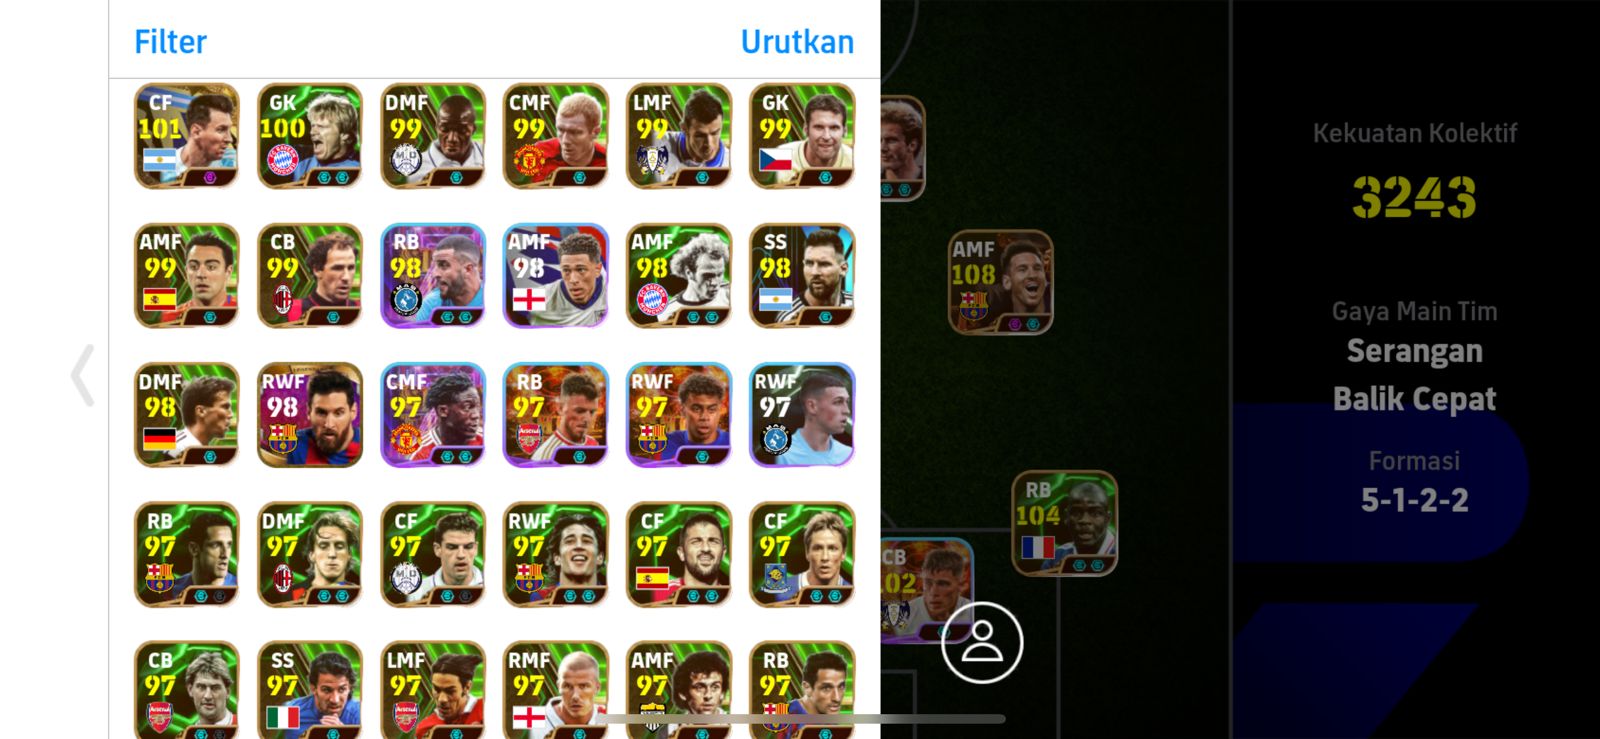 Filter
Urutkan
CF
101
GK
100
DMF
99
CMF
99
LMF
99
GK
99
AMF
99
CB
99
RB
98
AMF
98
AMF
98
SS
98
DMF
98
RWF
98
CMF
97
RB
97
RWF
97
RWF
97
RB
97
DMF
97
CF
97
RWF
97
CF
97
CF
97
CB
97
SS
97
LMF
97
RMF
97
AMF
97
RB
97
AMF
108
RB
104
CB
Kekuatan Kolektif
3243
Gaya Main Tim
Serangan
Balik Cepat
Formasi
5-1-2-2